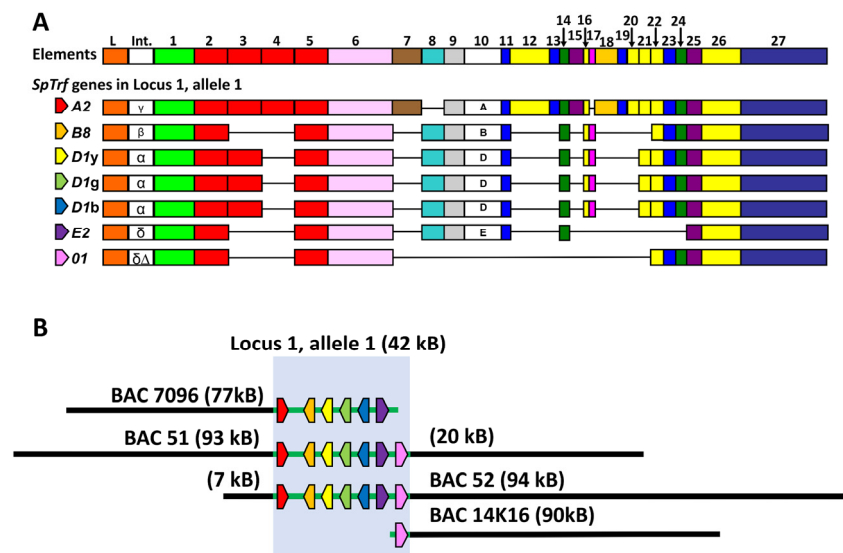 A
L Int. 1 2 3 4 5 6 7 8 9 10 11 12 13 14 15 16 17 18 19 20 21 22 23 24 25 26 27
Elements
SpTrf genes in Locus 1, allele 1
A2 γ A
B8 β B
D1y α D
D1g α D
D1b α D
E2 δ E
01 δΔ
B
Locus 1, allele 1 (42 kB)
BAC 7096 (77kB)
BAC 51 (93 kB) (20 kB)
(7 kB) BAC 52 (94 kB)
BAC 14K16 (90kB)